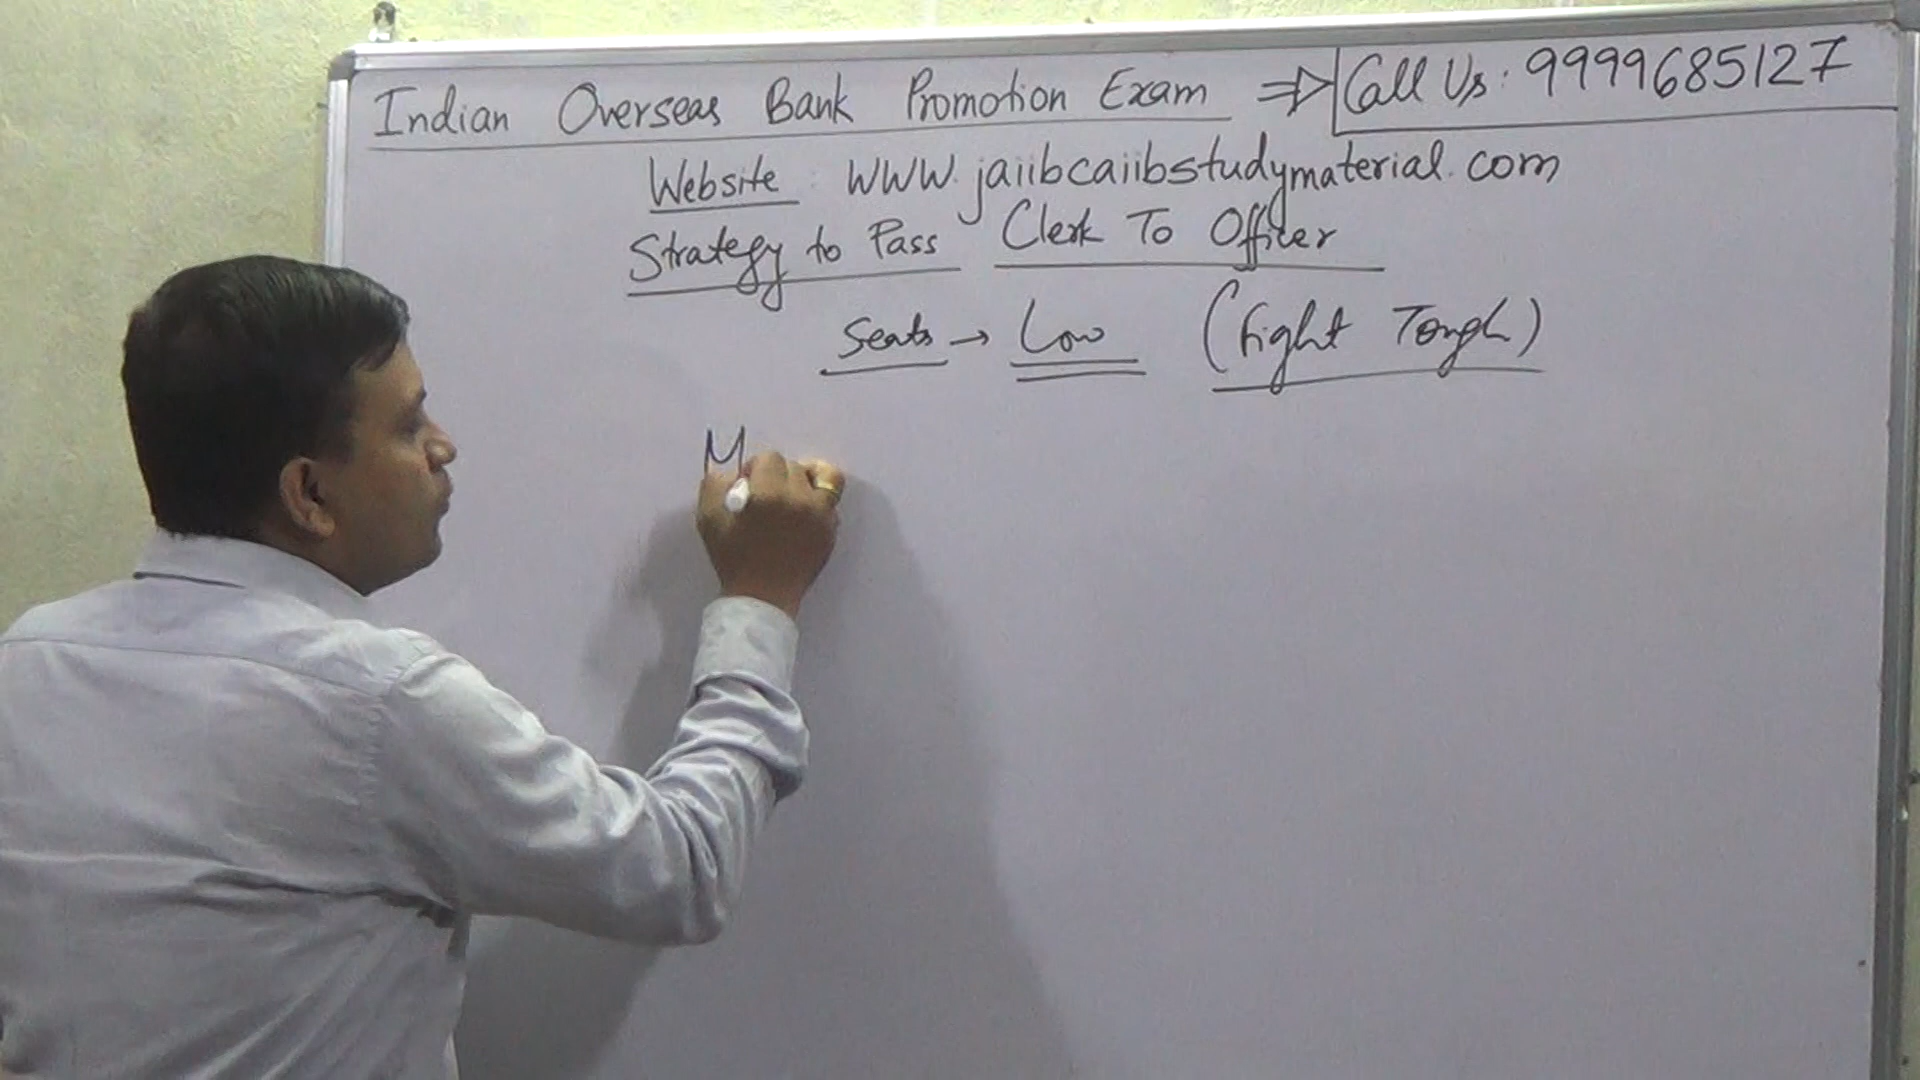 Indian Overseas Bank Promotion Exam ⇒ Call Us: 9999685127
Website : WWW.jaiibcaiibstudymaterial.com
Strategy to Pass Clerk To Officer
Seats → Low (Fight Tough)
M